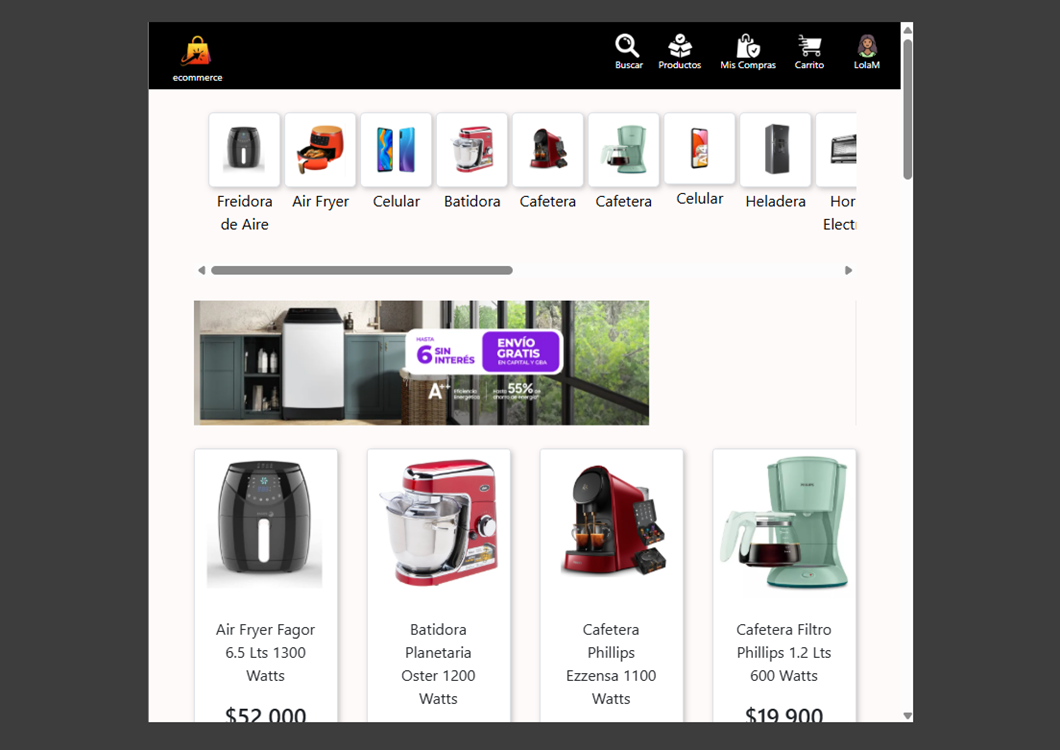 ecommerce
Buscar
Productos
Mis Compras
Carrito
LolaM
Freidora
de Aire
Air Fryer
Celular
Batidora
Cafetera
Cafetera
Celular
Heladera
Hor
Elect
HASTA
6 SIN
INTERÉS
ENVÍO
GRATIS
EN CAPITAL Y GBA
A++
Eficiencia
Energética
Hasta 55% de
ahorro de energía*
Air Fryer Fagor
6.5 Lts 1300
Watts
$52.000
Batidora
Planetaria
Oster 1200
Watts
Cafetera
Phillips
Ezzensa 1100
Watts
Cafetera Filtro
Phillips 1.2 Lts
600 Watts
$19.900